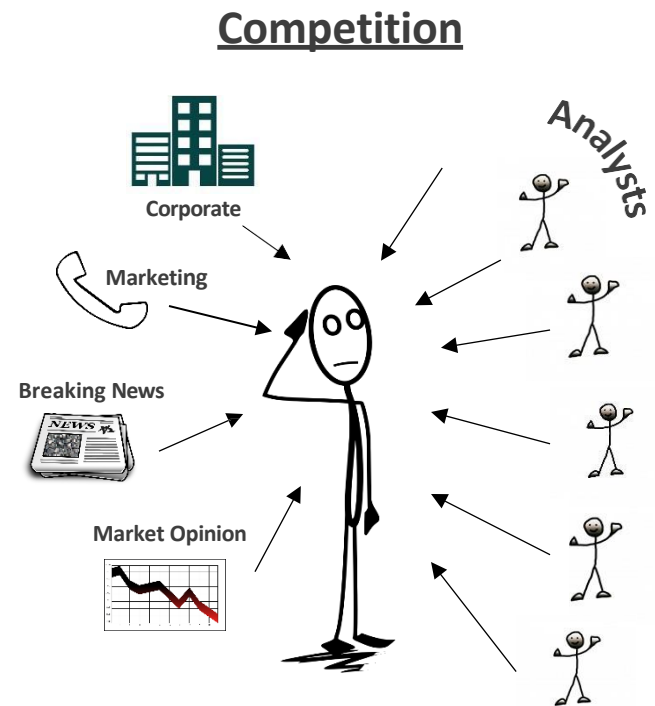 Competition
Analysts
Corporate
Marketing
Breaking News
NEWS
Market Opinion